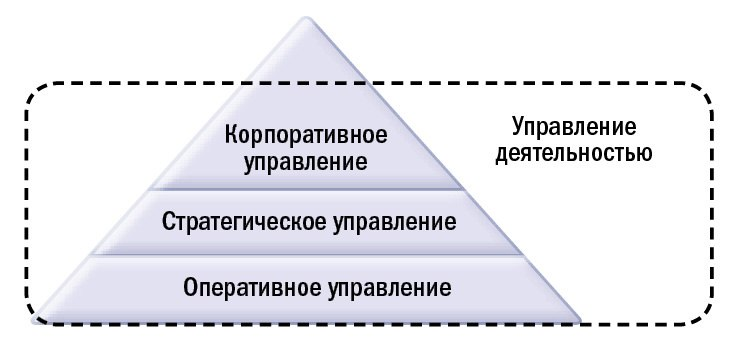 Корпоративное
управление
Управление
деятельностью
Стратегическое управление
Оперативное управление